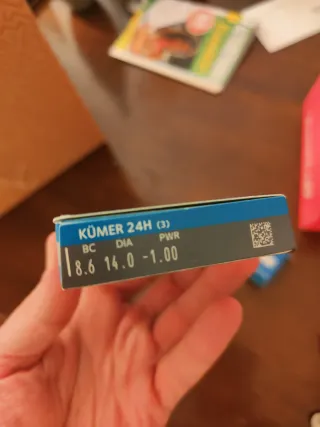 KÜMER 24H (3)
BC DIA PWR
8.6 14.0 -1.00